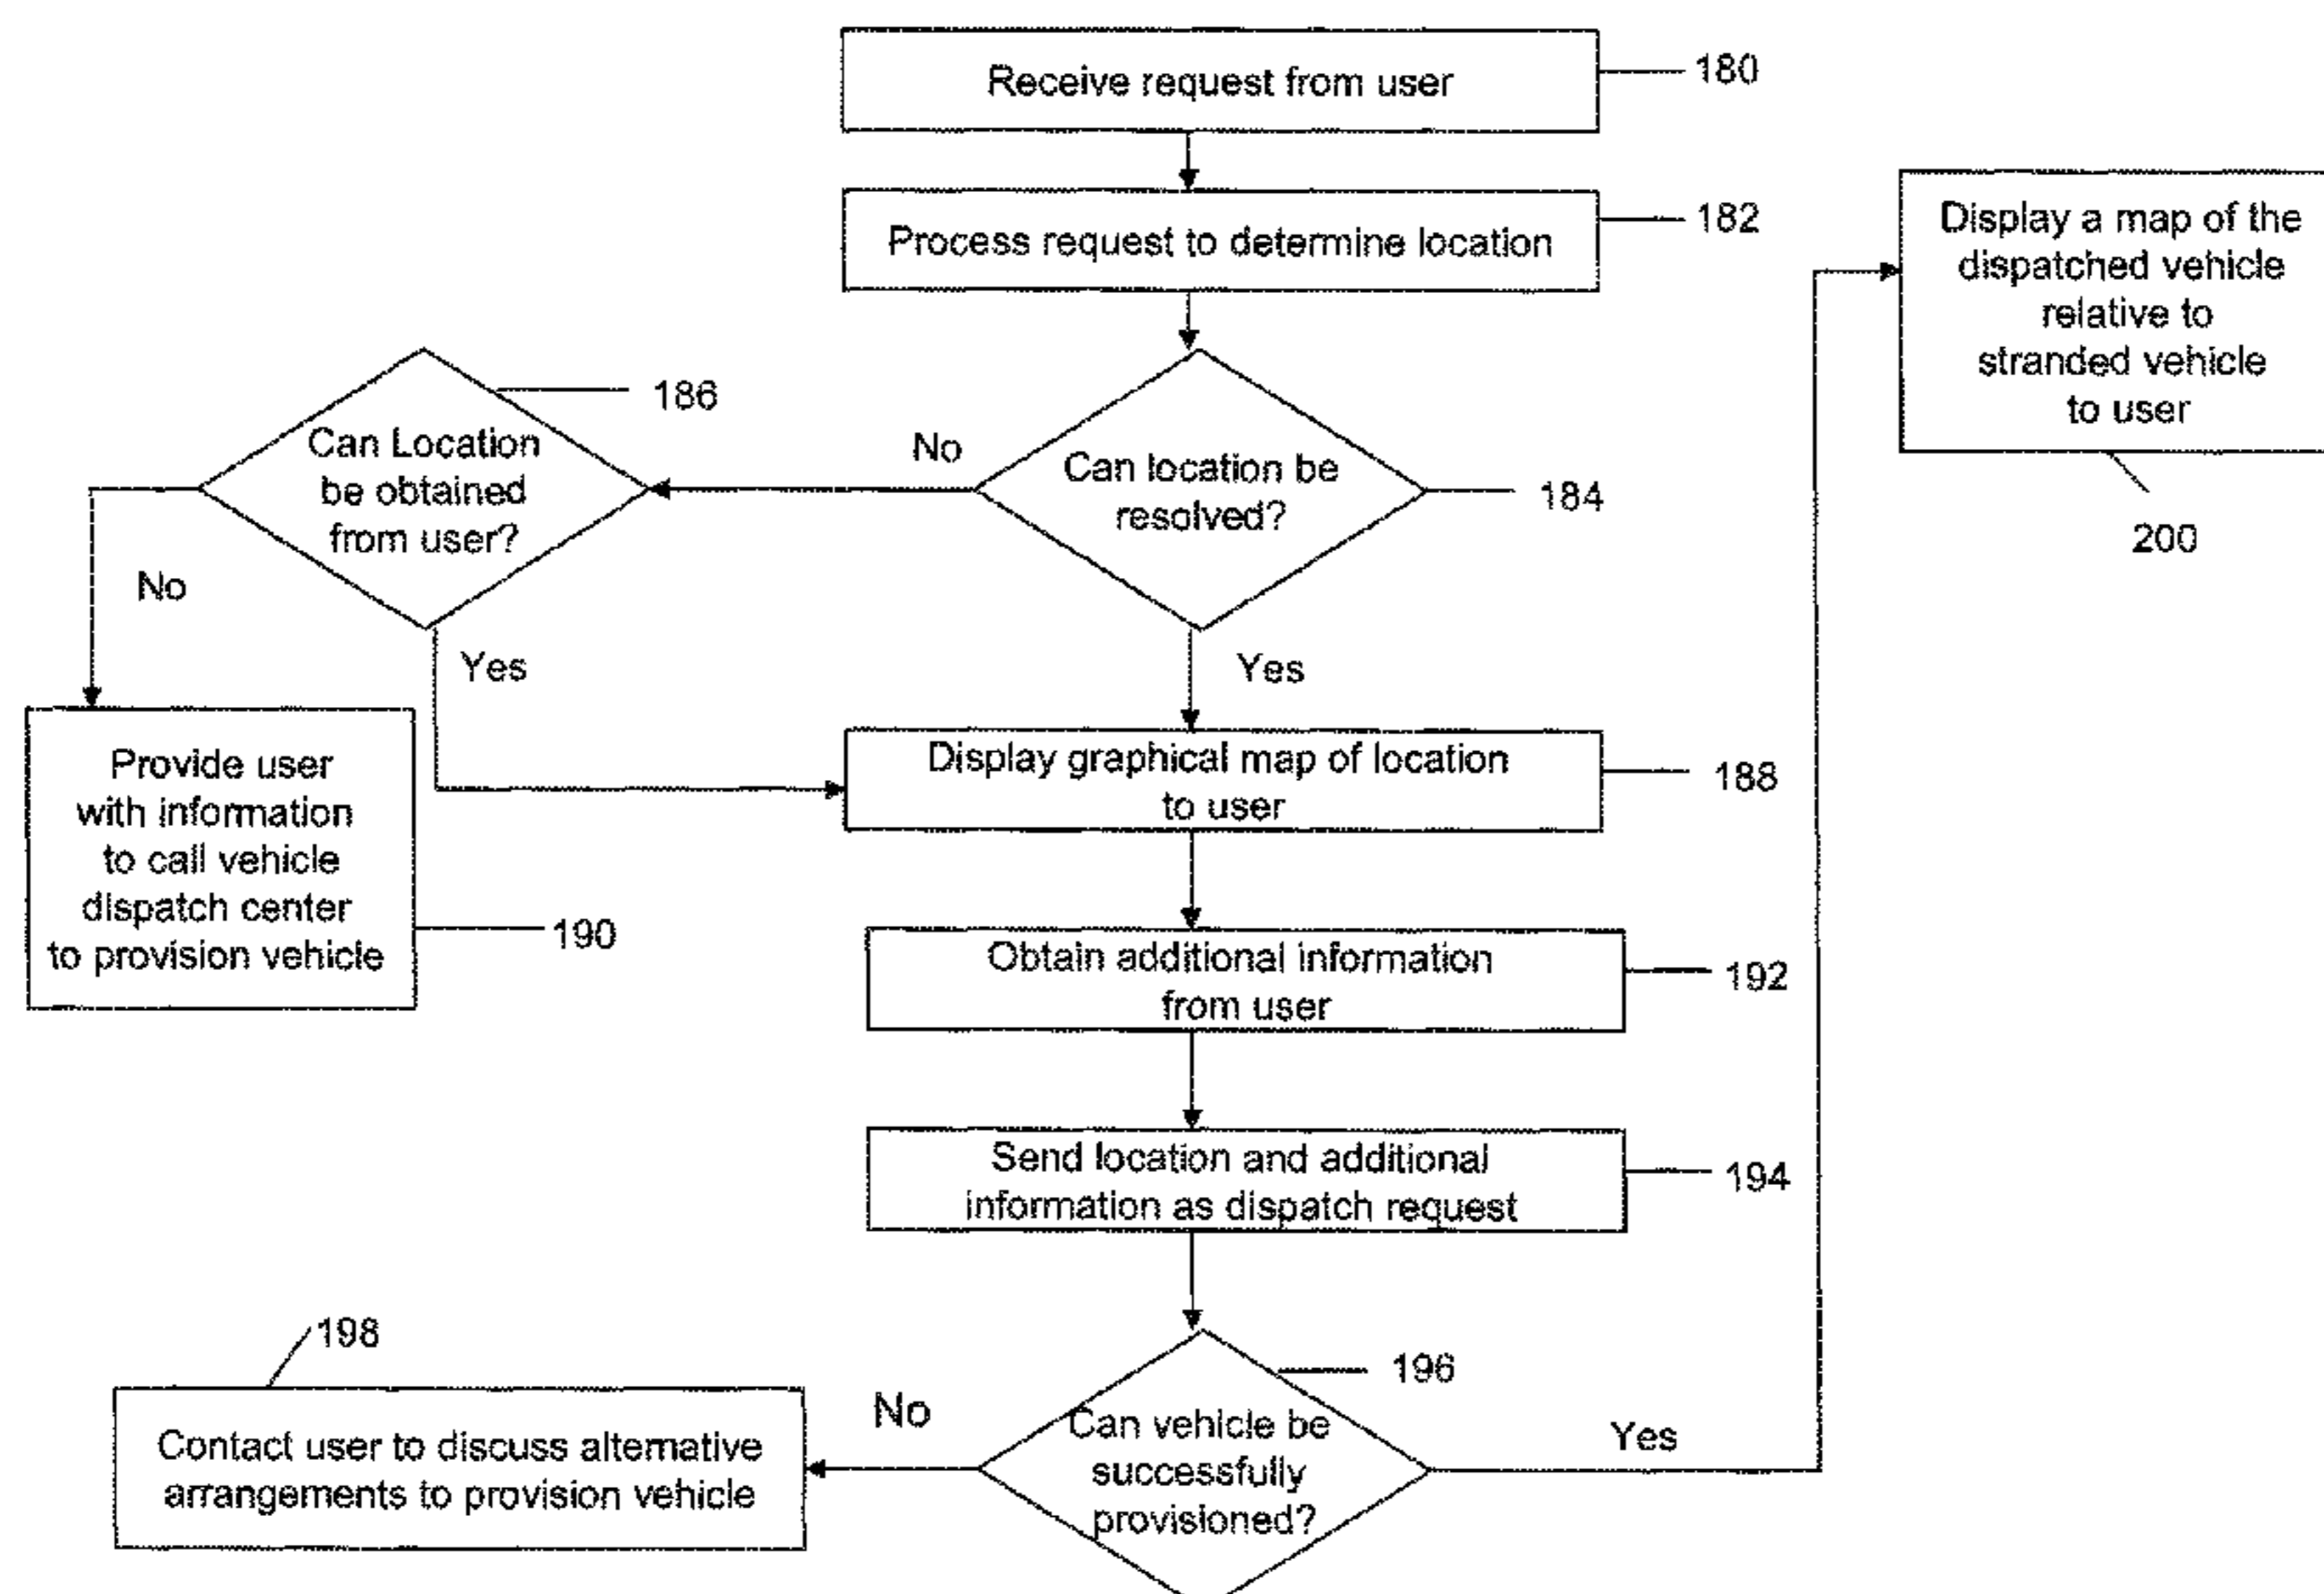 Receive request from user
180
Process request to determine location
182
Display a map of the
dispatched vehicle
relative to
stranded vehicle
to user
200
186
Can Location
be obtained
from user?
No
Can location be
resolved?
184
No
Yes
Yes
Provide user
with information
to call vehicle
dispatch center
to provision vehicle
190
Display graphical map of location
to user
188
Obtain additional information
from user
192
Send location and additional
information as dispatch request
194
198
Contact user to discuss alternative
arrangements to provision vehicle
No
196
Can vehicle be
successfully
provisioned?
Yes